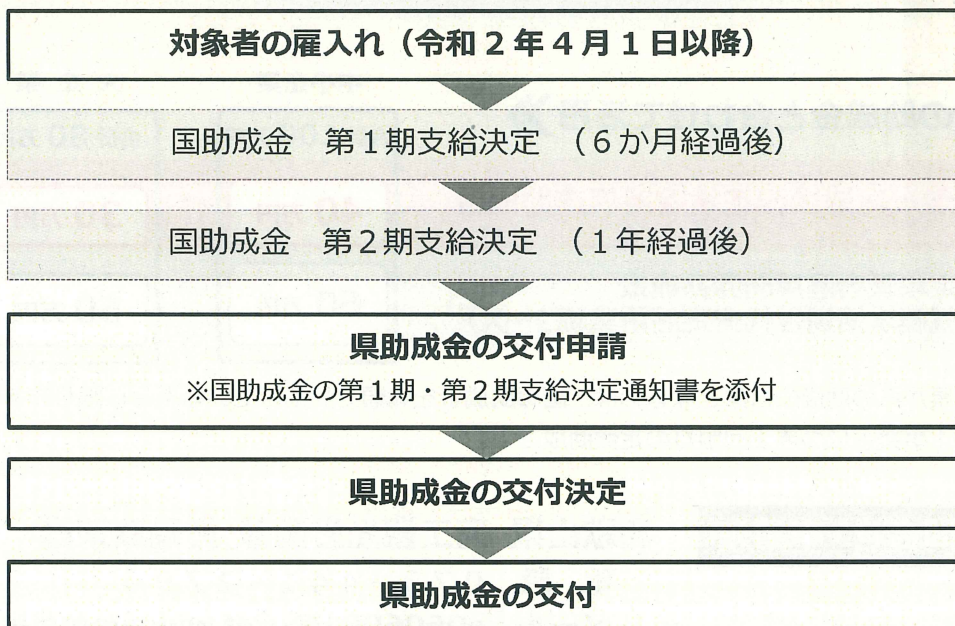 対象者の雇入れ（令和２年４月１日以降）
国助成金　第１期支給決定　（６か月経過後）
国助成金　第２期支給決定　（１年経過後）
県助成金の交付申請
※国助成金の第１期・第２期支給決定通知書を添付
県助成金の交付決定
県助成金の交付